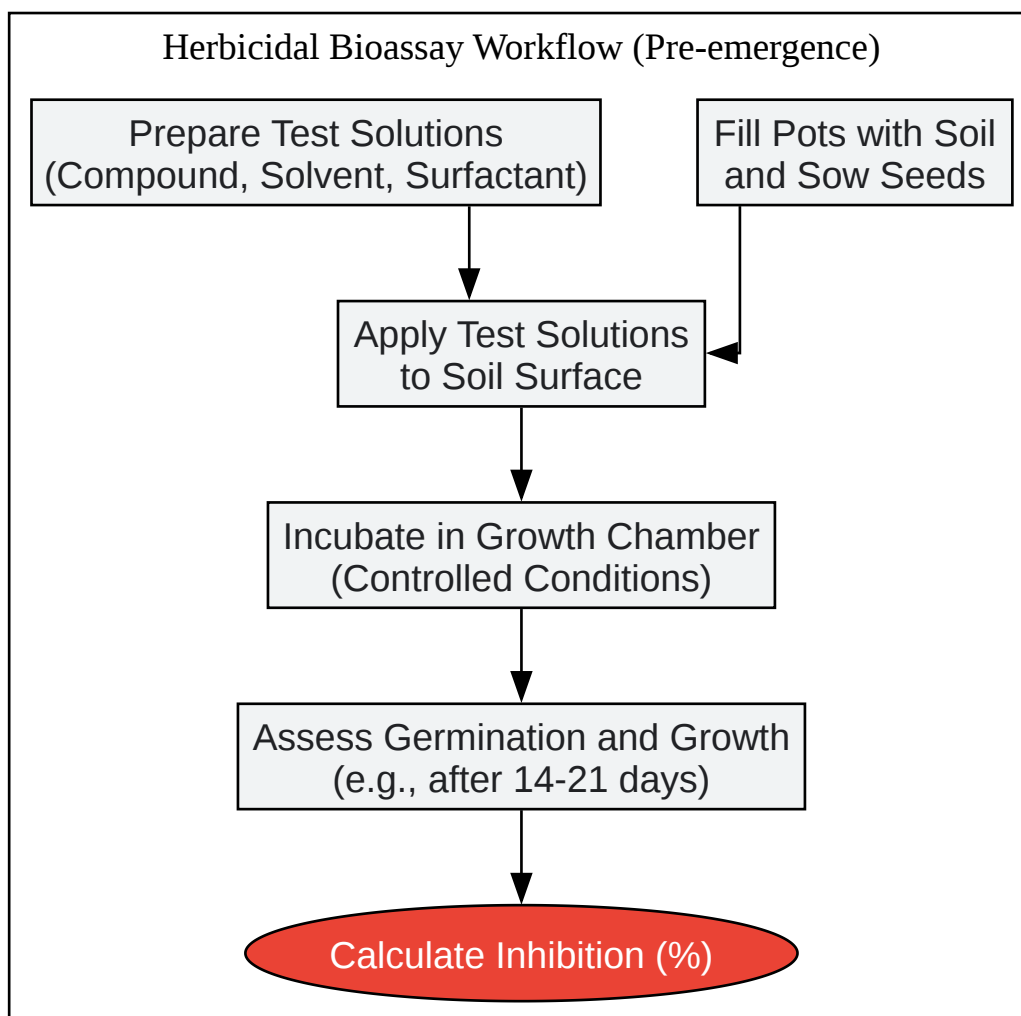 Herbicidal Bioassay Workflow (Pre-emergence)
Prepare Test Solutions
(Compound, Solvent, Surfactant)
Fill Pots with Soil
and Sow Seeds
Apply Test Solutions
to Soil Surface
Incubate in Growth Chamber
(Controlled Conditions)
Assess Germination and Growth
(e.g., after 14-21 days)
Calculate Inhibition (%)